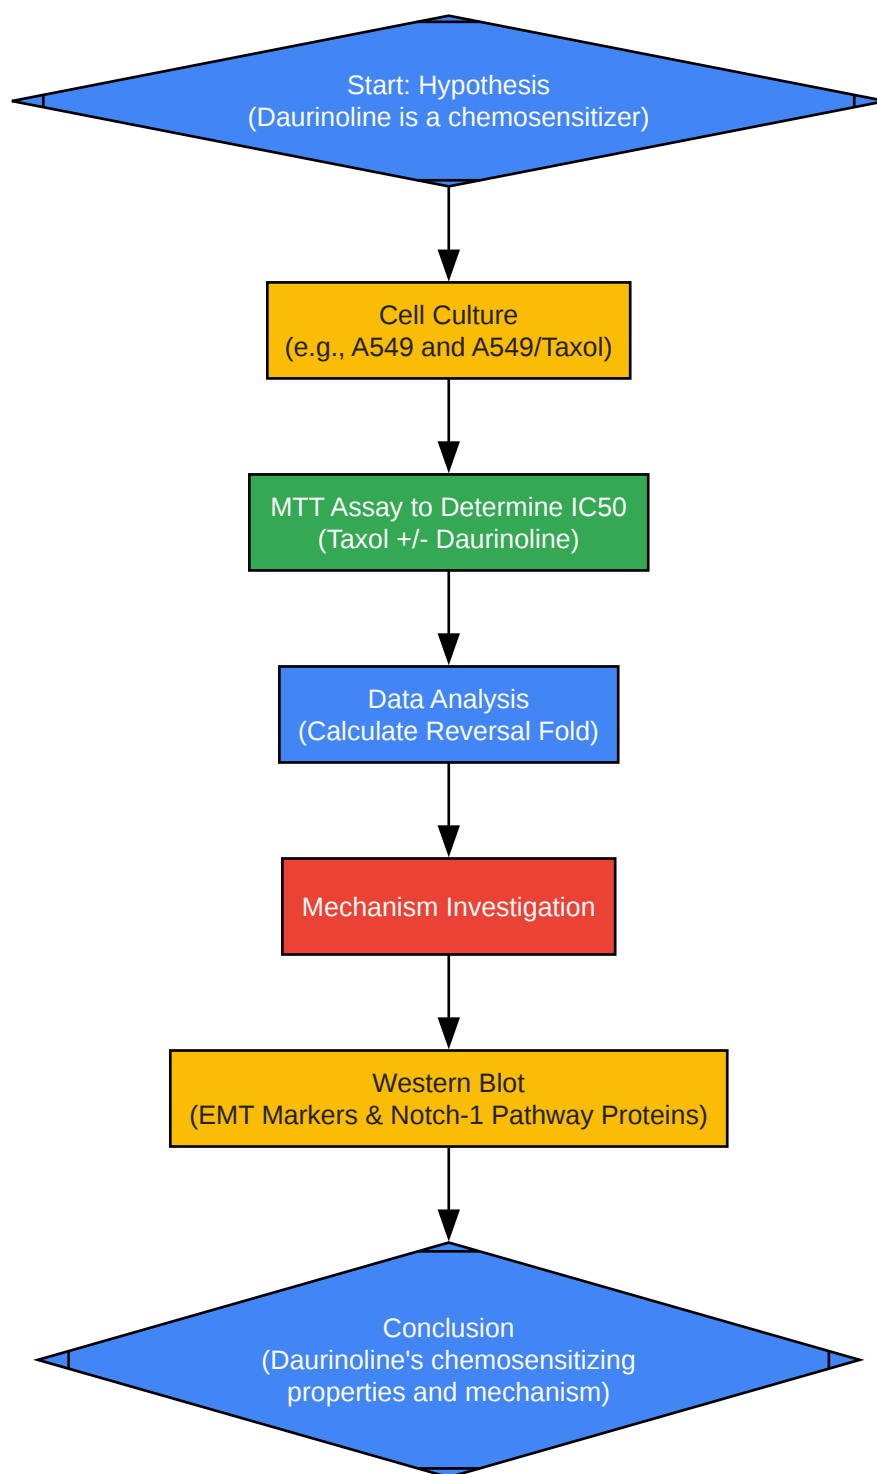 Start: Hypothesis
(Daurinoline is a chemosensitizer)
Cell Culture
(e.g., A549 and A549/Taxol)
MTT Assay to Determine IC50
(Taxol +/- Daurinoline)
Data Analysis
(Calculate Reversal Fold)
Mechanism Investigation
Western Blot
(EMT Markers & Notch-1 Pathway Proteins)
Conclusion
(Daurinoline's chemosensitizing
properties and mechanism)